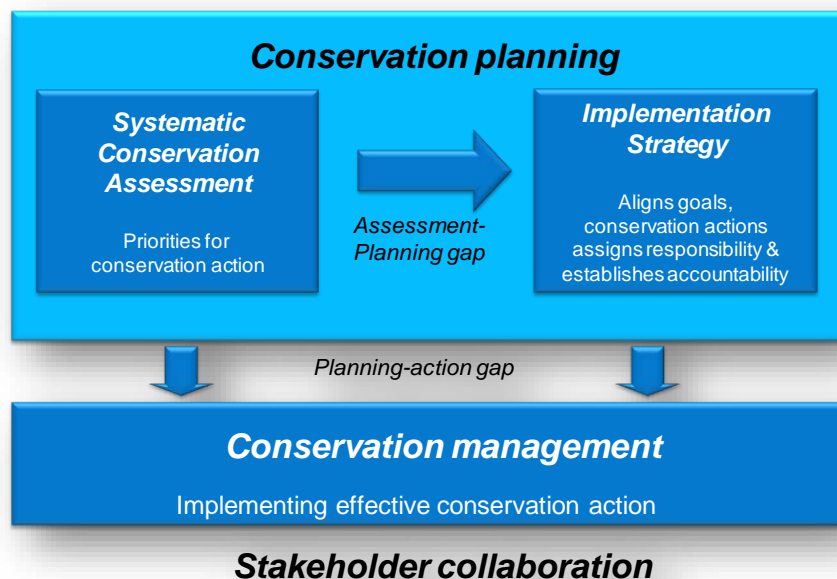 Conservation planning
Systematic
Conservation
Assessment
Priorities for
conservation action
Assessment-
Planning gap
Implementation
Strategy
Aligns goals,
conservation actions
assigns responsibility &
establishes accountability
Planning-action gap
Conservation management
Implementing effective conservation action
Stakeholder collaboration